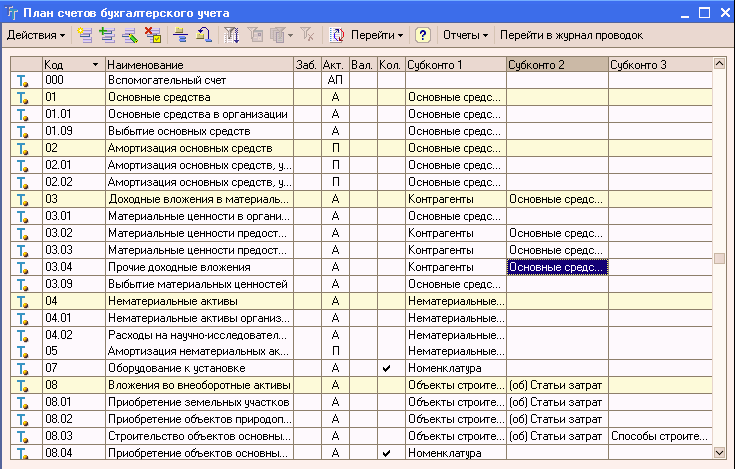 План счетов бухгалтерского учета
Действия Перейти ? Отчеты Перейти в журнал проводок
Код Наименование Заб. Акт. Вал. Кол. Субконто 1 Субконто 2 Субконто 3
000 Вспомогательный счет АП
01 Основные средства А Основные средс...
01.01 Основные средства в организации А Основные средс...
01.09 Выбытие основных средств А Основные средс...
02 Амортизация основных средств П Основные средс...
02.01 Амортизация основных средств, у... П Основные средс...
02.02 Амортизация основных средств, у... П Основные средс...
03 Доходные вложения в материаль... А Контрагенты Основные средс...
03.01 Материальные ценности в органи... А Основные средс...
03.02 Материальные ценности предост... А Контрагенты Основные средс...
03.03 Материальные ценности предост... А Контрагенты Основные средс...
03.04 Прочие доходные вложения А Контрагенты Основные средс...
03.09 Выбытие материальных ценностей А Основные средс...
04 Нематериальные активы А Нематериальные...
04.01 Нематериальные активы организ... А Нематериальные...
04.02 Расходы на научно-исследовател... А Нематериальные...
05 Амортизация нематериальных ак... П Нематериальные...
07 Оборудование к установке А ✔ Номенклатура
08 Вложения во внеоборотные активы А Объекты строите... (об) Статьи затрат
08.01 Приобретение земельных участков А Объекты строите... (об) Статьи затрат
08.02 Приобретение объектов природоп... А Объекты строите... (об) Статьи затрат
08.03 Строительство объектов основны... А Объекты строите... (об) Статьи затрат Способы строите...
08.04 Приобретение объектов основны... А ✔ Номенклатура